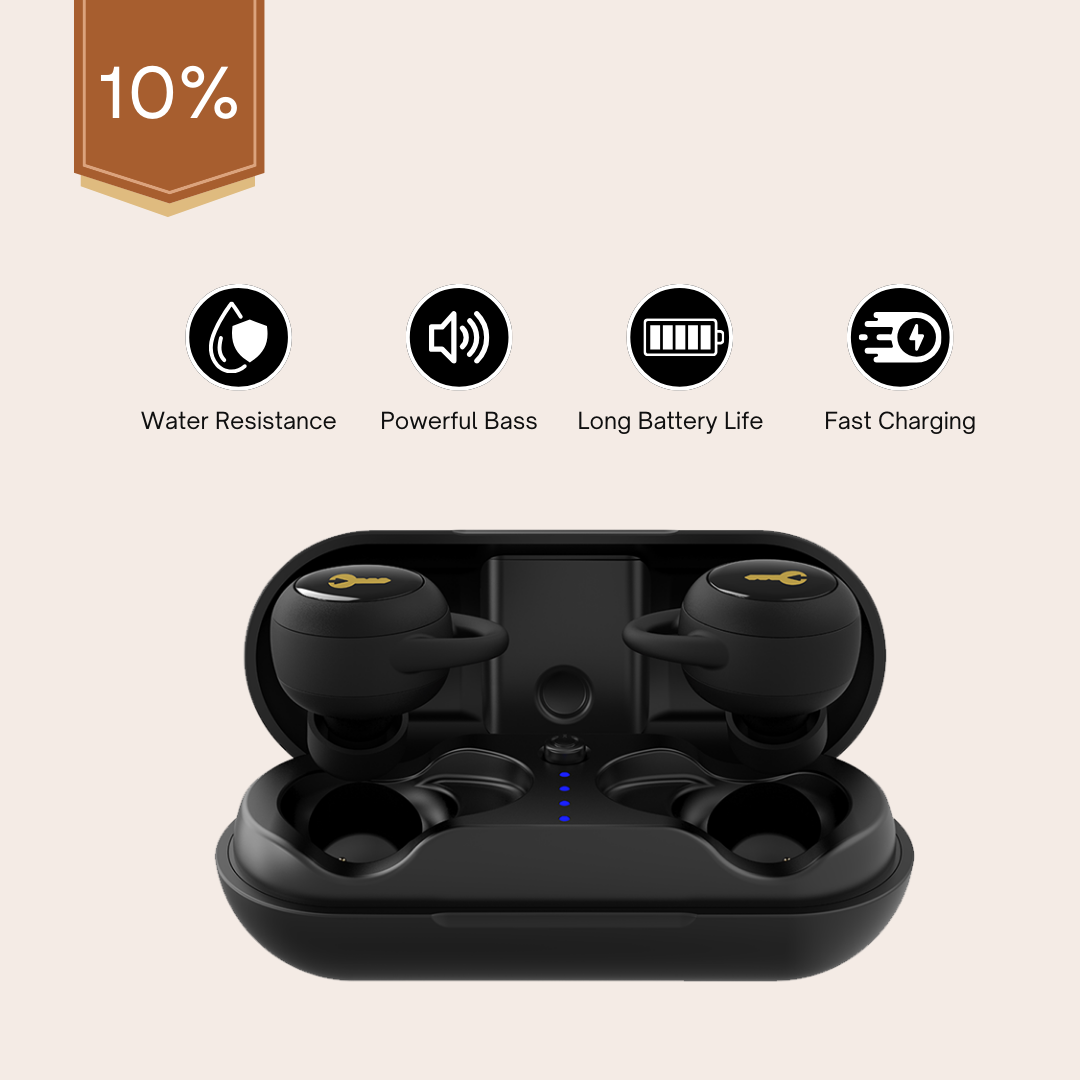 10%
Water Resistance
Powerful Bass
Long Battery Life
Fast Charging